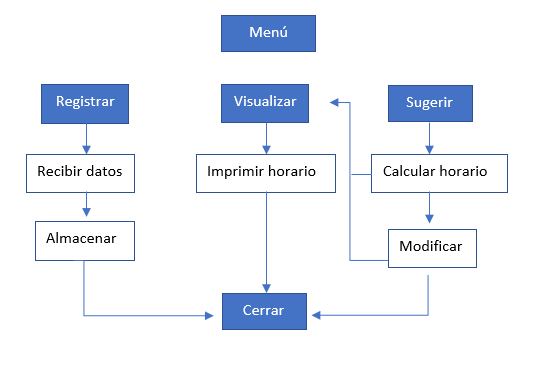 Menú
Registrar
Visualizar
Sugerir
Recibir datos
Imprimir horario
Calcular horario
Almacenar
Modificar
Cerrar